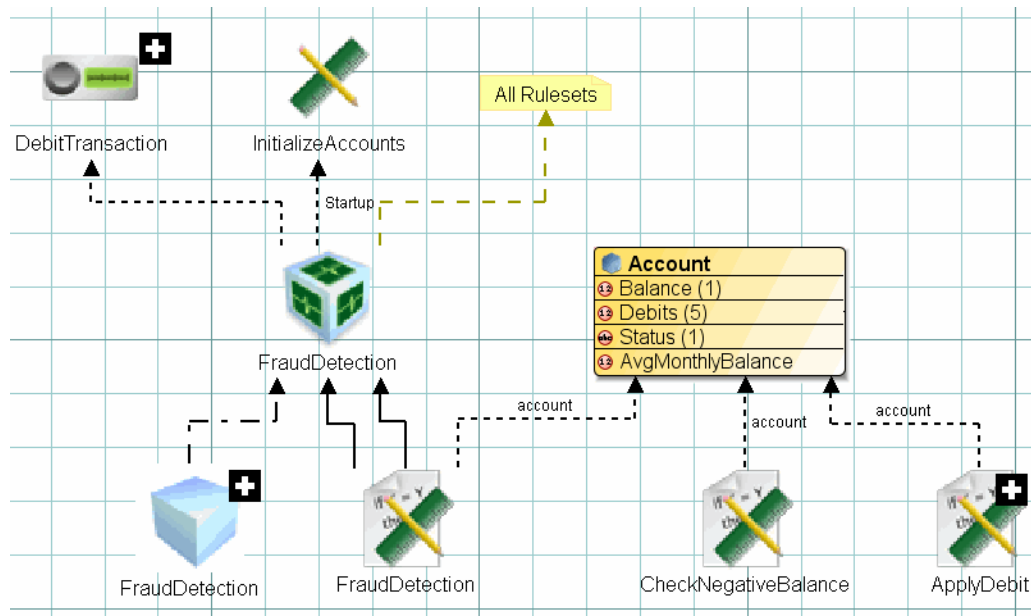 All Rulesets
DebitTransaction
InitializeAccounts
Startup
Account
Balance (1)
Debits (5)
Status (1)
AvgMonthlyBalance
FraudDetection
account
account
account
FraudDetection
FraudDetection
CheckNegativeBalance
ApplyDebit